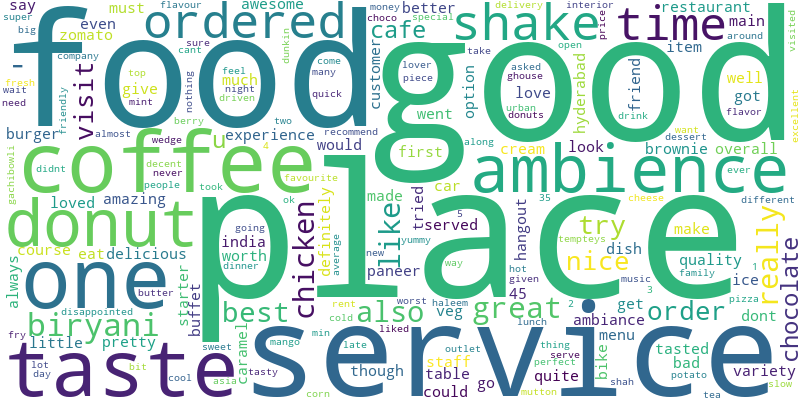 say
flavour
awesome
restaurant
super
even
must
money
better
delivery
interior
big
zomato
choco
special
main
-food
ordered
shake
time
cafe
item
good
company
sure
dunkin
cant
customer
price
around
visited
wait
need
friendly
visit
nothing
top
give
mint
feel
much
night
driven
come
many
quick
lover
piece
take
option
asked
ghouse
love
urban
donuts
open
hyderabad
friend
drink
well
got
flavor
fresh
burger
almost
berry
two
recommend
went
along
want
dessert
excellent
wedge
u
experience
would
first
cream
look
brownie
overall
coffee
4
decent
never
people
favourite
ambience
ever
gachibowli
didnt
loved
amazing
took
ok
made
car
35
cheese
different
donut
place
going
india
worth
dinner
chicken
definitely
average
like
tried
5
served
hangout
try
make
really
chocolate
tempteys
nice
dish
quality
family
music
1
course
eat
delicious
new
yummy
paneer
way
hot
given
ice
always
one
butter
starter
buffet
rent
worst
haleem
45
2
3
pizza
disappointed
best
cold
also
veg
great
get
order
dont
biryani
little
pretty
caramel
min
liked
lunch
ambiance
menu
fry
sweet
mango
late
outlet
thing
serve
perfect
bike
tasted
bad
slow
taste
lot
day
cool
bit
asia
tasty
corn
service
though
staff
table
could
go
mutton
quite
shah
potato
tea
variety